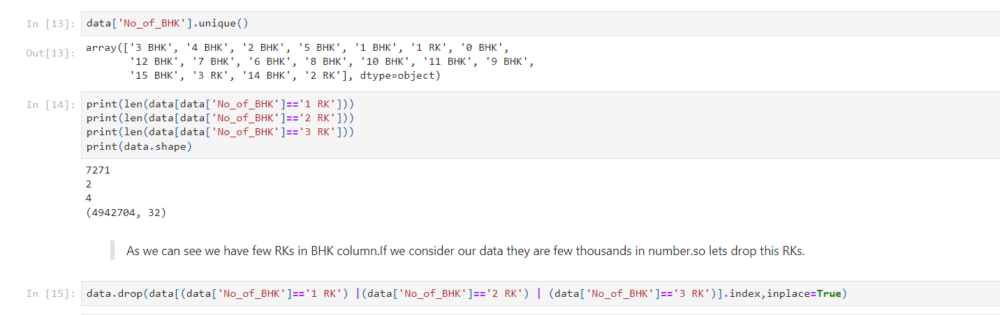 In [13]: data['No_of_BHK'].unique()
Out[13]: array(['3 BHK', '4 BHK', '2 BHK', '5 BHK', '1 BHK', '1 RK', '0 BHK',
'12 BHK', '7 BHK', '6 BHK', '8 BHK', '10 BHK', '11 BHK', '9 BHK',
'15 BHK', '3 RK', '14 BHK', '2 RK'], dtype=object)
In [14]: print(len(data[data['No_of_BHK']=='1 RK']))
print(len(data[data['No_of_BHK']=='2 RK']))
print(len(data[data['No_of_BHK']=='3 RK']))
print(data.shape)
7271
2
4
(4942704, 32)
As we can see we have few RKs in BHK column.If we consider our data they are few thousands in number.so lets drop this RKs.
In [15]: data.drop(data[(data['No_of_BHK']=='1 RK') |(data['No_of_BHK']=='2 RK') | (data['No_of_BHK']=='3 RK')].index,inplace=True)